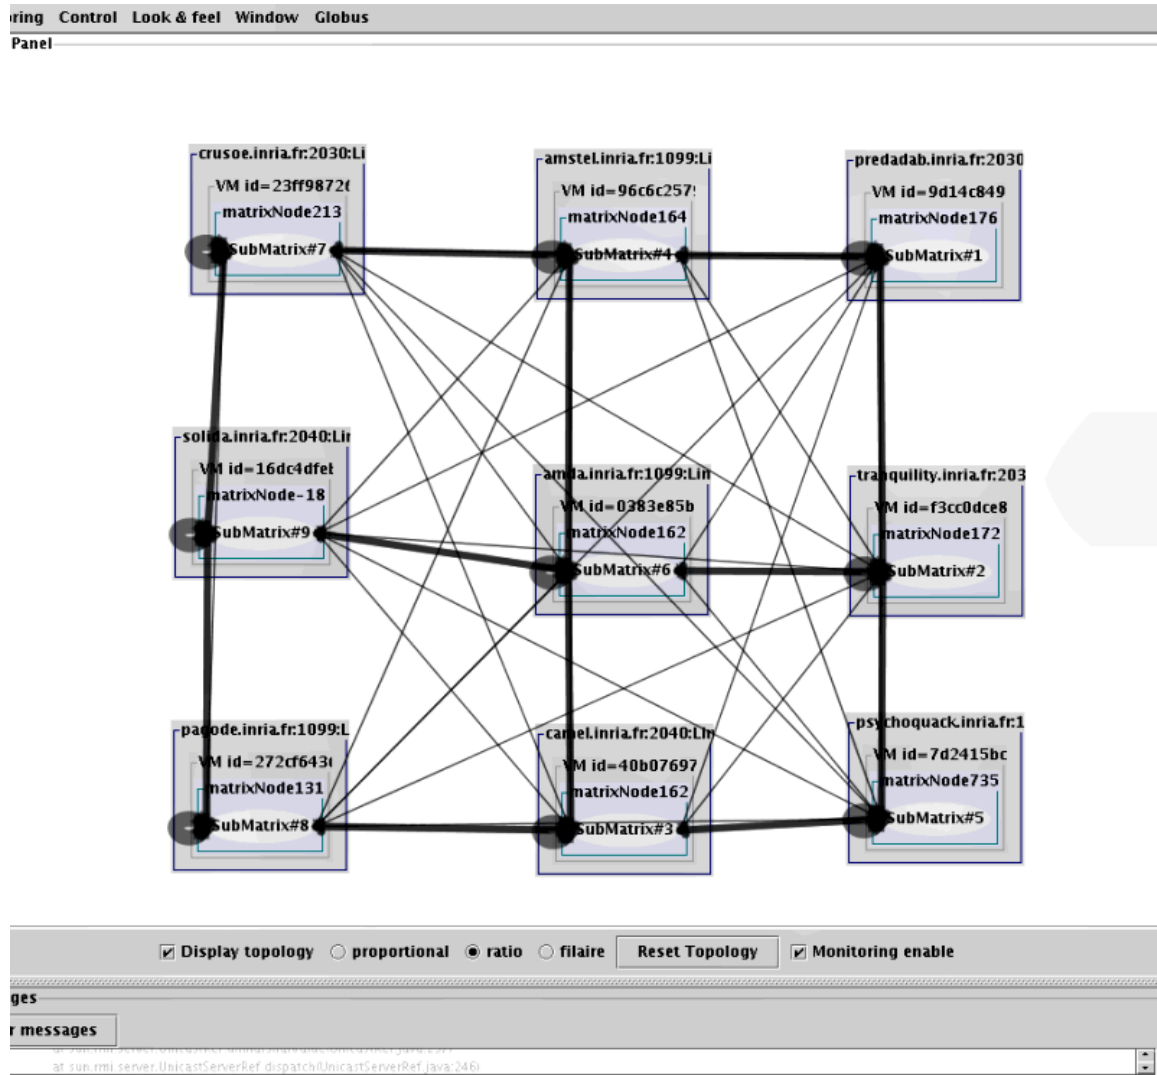 oring Control Look & feel Window Globus
Panel
crusoe.inria.fr:2030:Li
VM id=23ff9872
matrixNode213
SubMatrix#7
amstel.inria.fr:1099:Li
VM id=96c6c257
matrixNode164
SubMatrix#4
predadab.inria.fr:2030
VM id=9d14c849
matrixNode176
SubMatrix#1
solida.inria.fr:2040:Lin
VM id=16dc4dfeb
matrixNode-18
SubMatrix#9
amda.inria.fr:1099:Lin
VM id=0383e85b
matrixNode162
SubMatrix#6
tranquility.inria.fr:203
VM id=f3cc0dce8
matrixNode172
SubMatrix#2
pagode.inria.fr:1099:L
VM id=272cf643
matrixNode131
SubMatrix#8
camel.inria.fr:2040:Lin
VM id=40b07697
matrixNode162
SubMatrix#3
psychoquack.inria.fr:1
VM id=7d2415bc
matrixNode735
SubMatrix#5
Display topology proportional ratio filaire Reset Topology Monitoring enable
ges
r messages
at sun.rmi.server.UnicastServerRef.dispatch(UnicastServerRef.java:246)